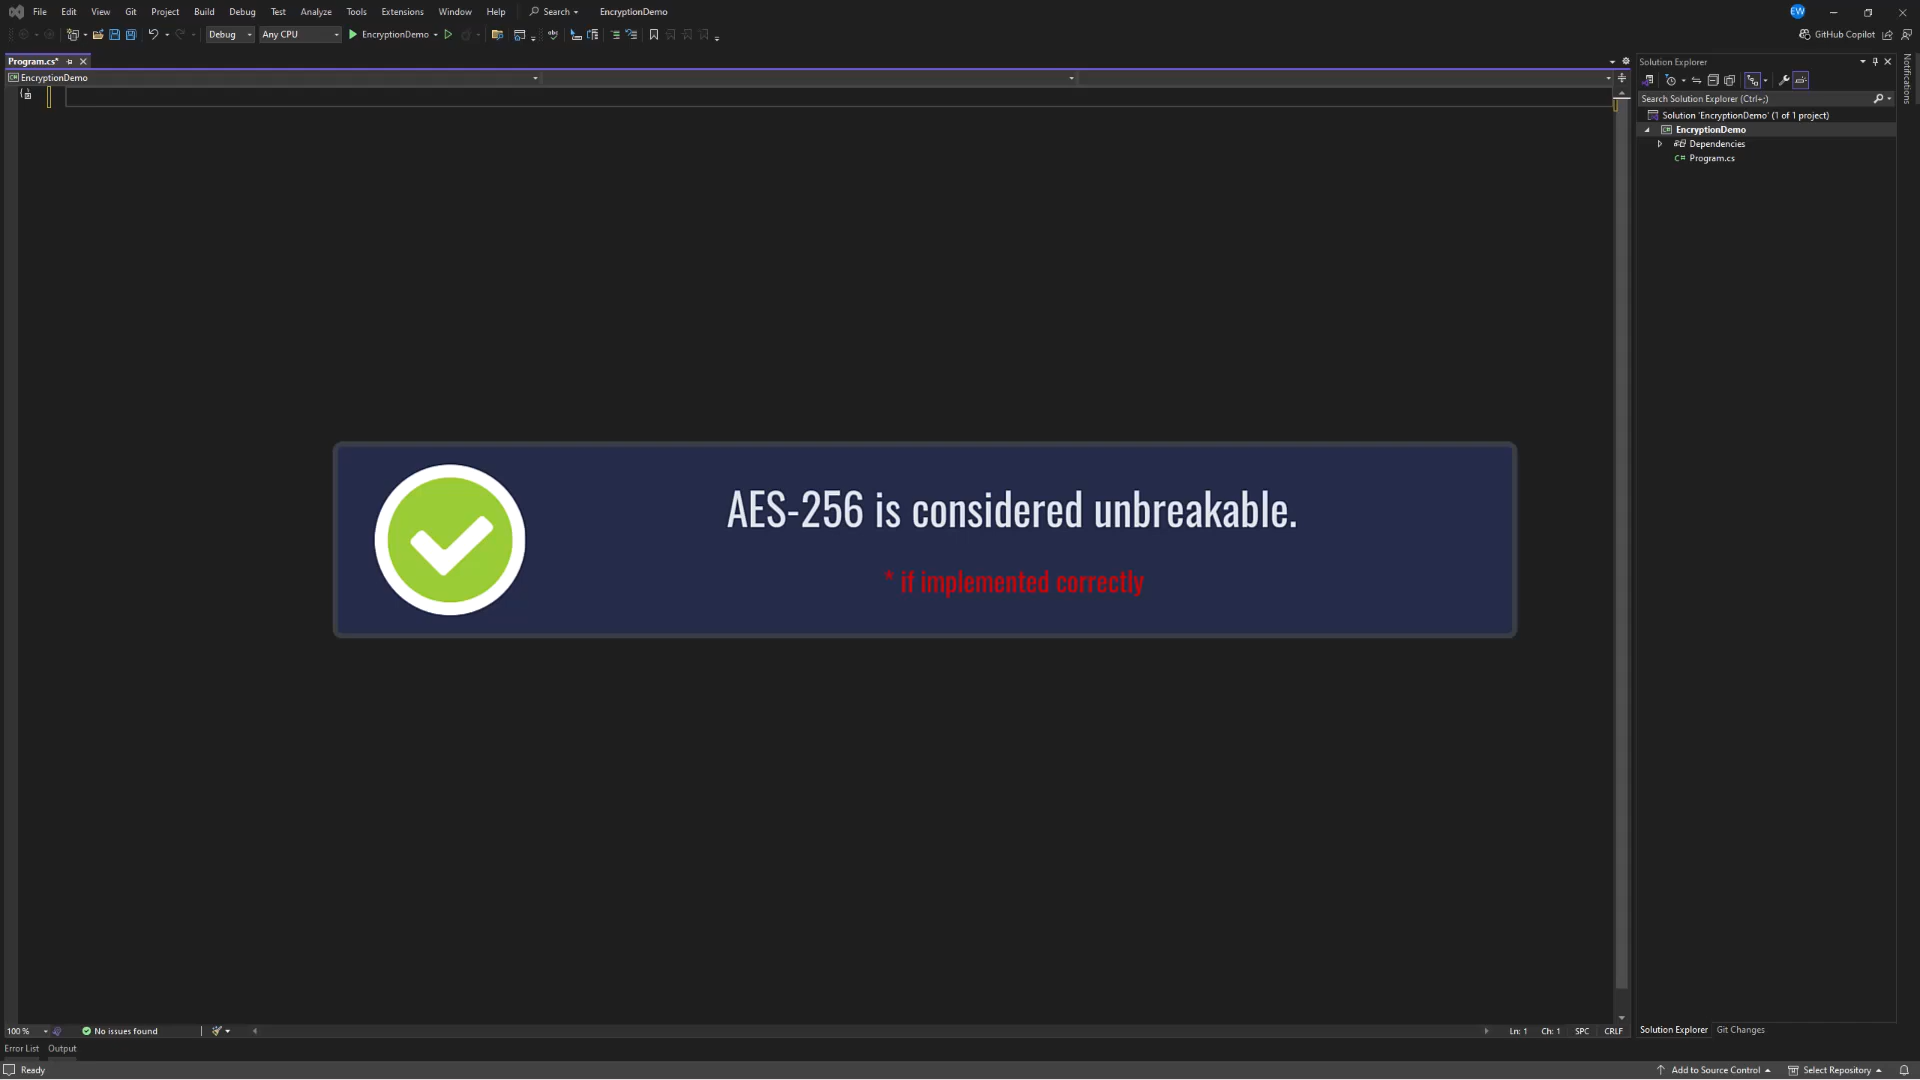 File Edit View Git Project Build Debug Test Analyze Tools Extensions Window Help Search EncryptionDemo EW
Debug Any CPU EncryptionDemo GitHub Copilot
Program.cs*
EncryptionDemo
Solution Explorer
Search Solution Explorer (Ctrl+;)
Solution 'EncryptionDemo' (1 of 1 project)
EncryptionDemo
Dependencies
C# Program.cs
Notifications
AES-256 is considered unbreakable.
* if implemented correctly
100 % No issues found Ln: 1 Ch: 1 SPC CRLF
Solution Explorer Git Changes
Error List Output
Ready Add to Source Control Select Repository